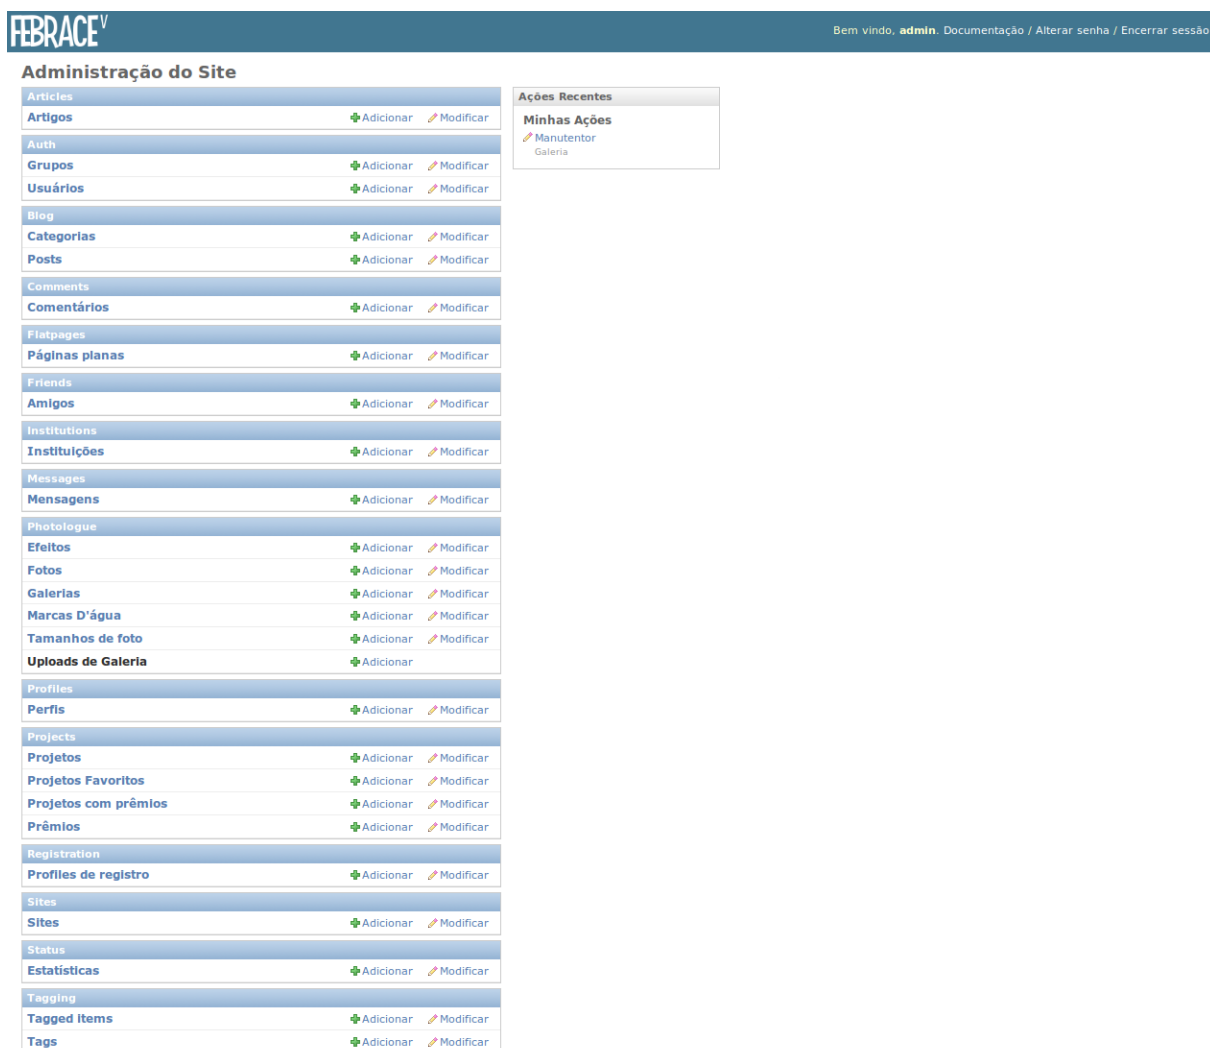 FEBRACE V
Bem vindo, admin. Documentação / Alterar senha / Encerrar sessão
Administração do Site
Articles
Artigos Adicionar Modificar
Auth
Grupos Adicionar Modificar
Usuários Adicionar Modificar
Blog
Categorias Adicionar Modificar
Posts Adicionar Modificar
Comments
Comentários Adicionar Modificar
Flatpages
Páginas planas Adicionar Modificar
Friends
Amigos Adicionar Modificar
Institutions
Instituições Adicionar Modificar
Messages
Mensagens Adicionar Modificar
Photologue
Efeitos Adicionar Modificar
Fotos Adicionar Modificar
Galerias Adicionar Modificar
Marcas D'água Adicionar Modificar
Tamanhos de foto Adicionar Modificar
Uploads de Galeria Adicionar
Profiles
Perfis Adicionar Modificar
Projects
Projetos Adicionar Modificar
Projetos Favoritos Adicionar Modificar
Projetos com prêmios Adicionar Modificar
Prêmios Adicionar Modificar
Registration
Profiles de registro Adicionar Modificar
Sites
Sites Adicionar Modificar
Status
Estatísticas Adicionar Modificar
Tagging
Tagged items Adicionar Modificar
Tags Adicionar Modificar
Ações Recentes
Minhas Ações
Manutentor
Galeria